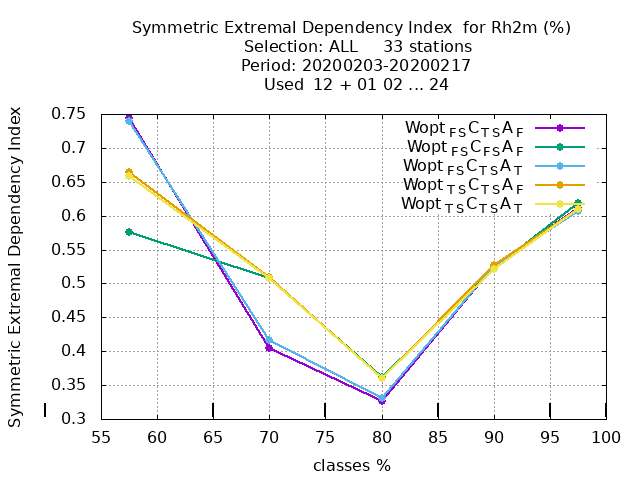 Symmetric Extremal Dependency Index for Rh2m (%)
Selection: ALL 33 stations
Period: 20200203-20200217
Used 12 + 01 02 ... 24
Symmetric Extremal Dependency Index
0.75
0.7
0.65
0.6
0.55
0.5
0.45
0.4
0.35
0.3
Wopt FS C TS A F
Wopt FS C FS A F
Wopt FS C TS A T
Wopt TS C TS A F
Wopt TS C TS A T
55 60 65 70 75 80 85 90 95 100
classes %